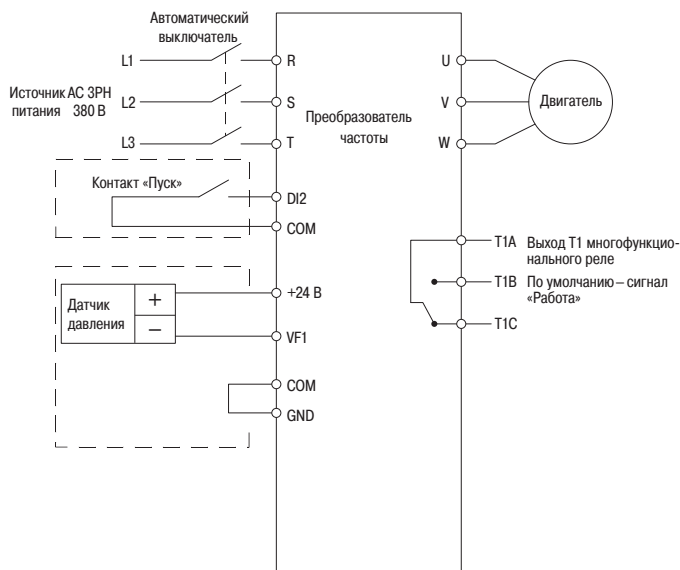 Автоматический
выключатель
L1
R
U
Источник AC 3PH
питания 380 В
L2
S
Преобразователь
частоты
V
Двигатель
L3
T
W
Контакт «Пуск»
DI2
COM
T1A
Выход Т1 многофункцио-
нального реле
T1B
По умолчанию – сигнал
«Работа»
T1C
Датчик
давления
+
–
+24 В
VF1
COM
GND